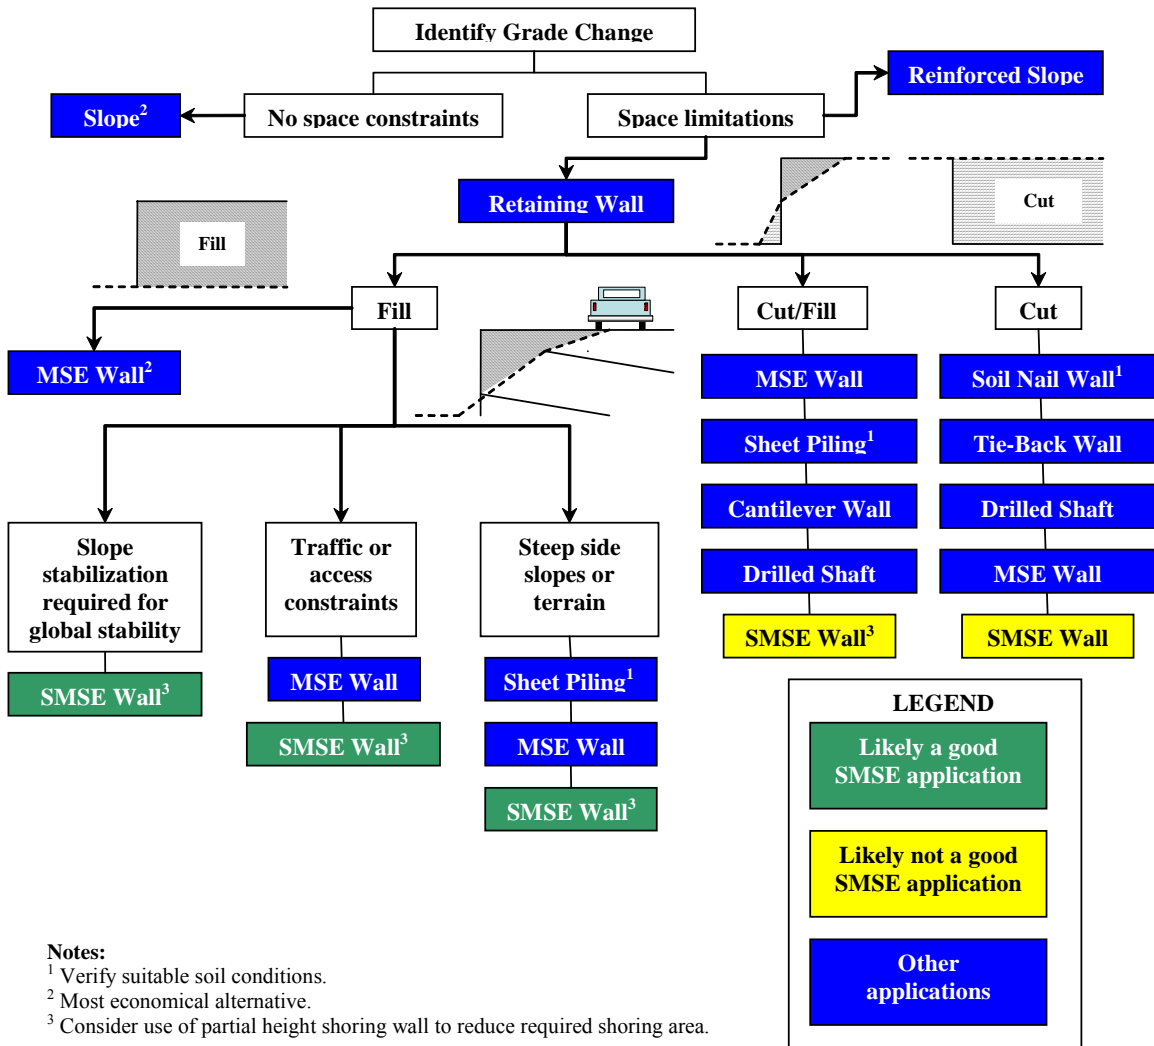 Identify Grade Change
Reinforced Slope
Slope²
No space constraints
Space limitations
Retaining Wall
Fill
Cut
Fill
Cut/Fill
Cut
MSE Wall²
MSE Wall
Soil Nail Wall¹
Sheet Piling¹
Tie-Back Wall
Cantilever Wall
Drilled Shaft
Drilled Shaft
MSE Wall
SMSE Wall³
SMSE Wall
Slope
stabilization
required for
global stability
Traffic or
access
constraints
Steep side
slopes or
terrain
SMSE Wall³
MSE Wall
SMSE Wall³
Sheet Piling¹
MSE Wall
SMSE Wall³
LEGEND
Likely a good
SMSE application
Likely not a good
SMSE application
Other
applications
Notes:
¹ Verify suitable soil conditions.
² Most economical alternative.
³ Consider use of partial height shoring wall to reduce required shoring area.